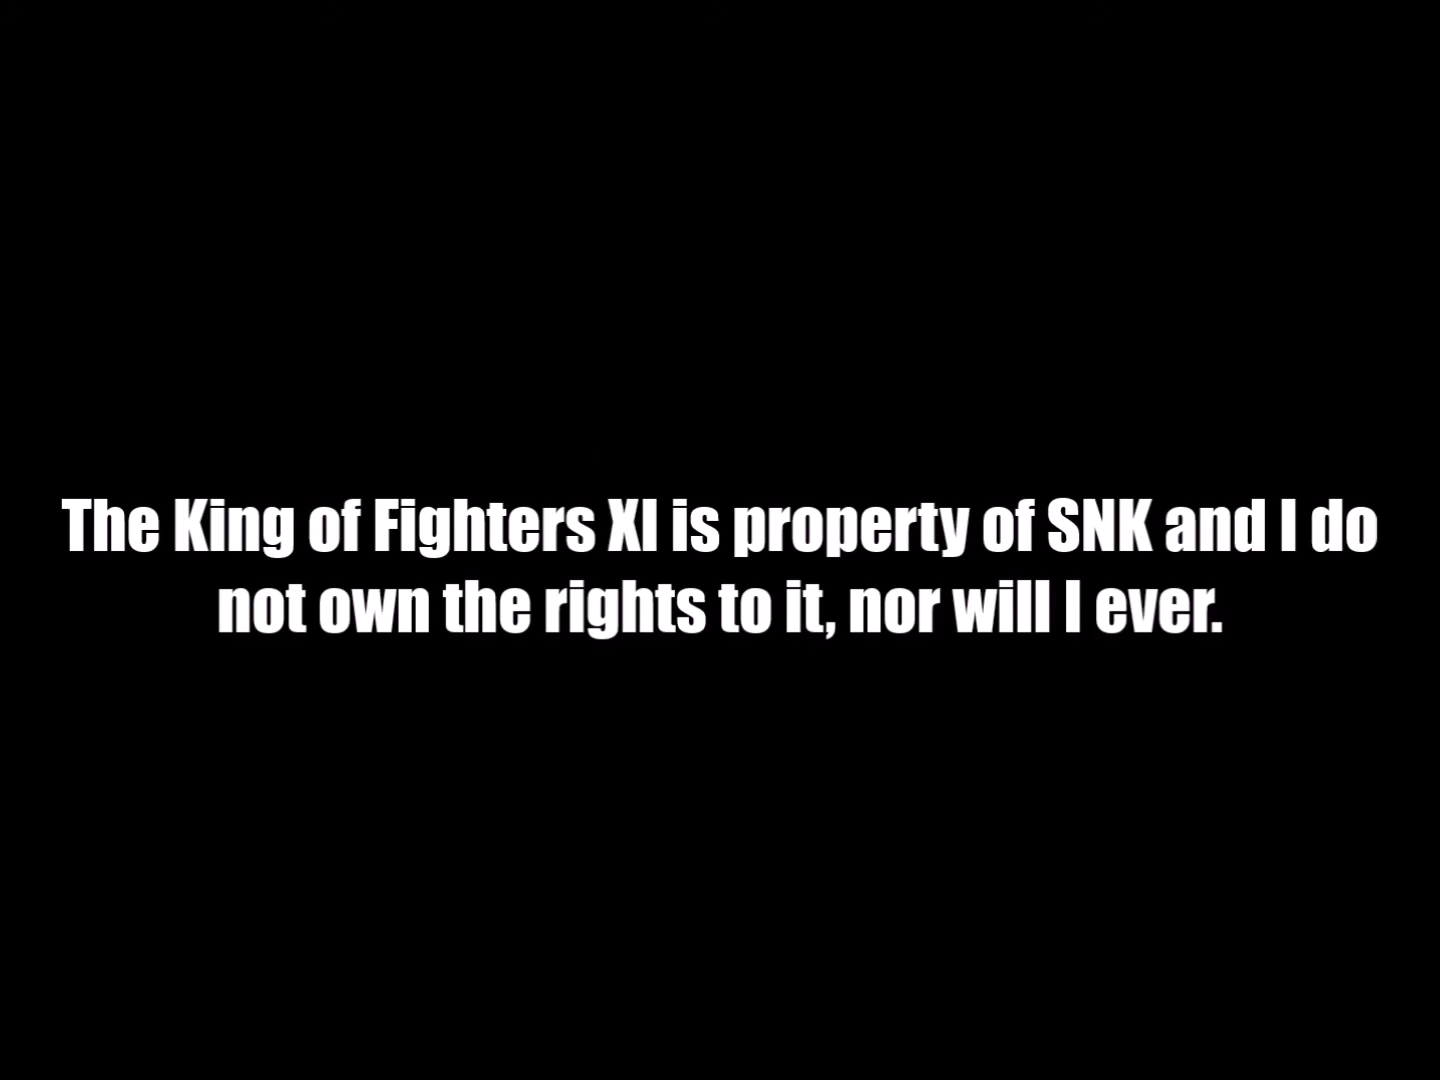 The King of Fighters XI is property of SNK and I do
not own the rights to it, nor will I ever.